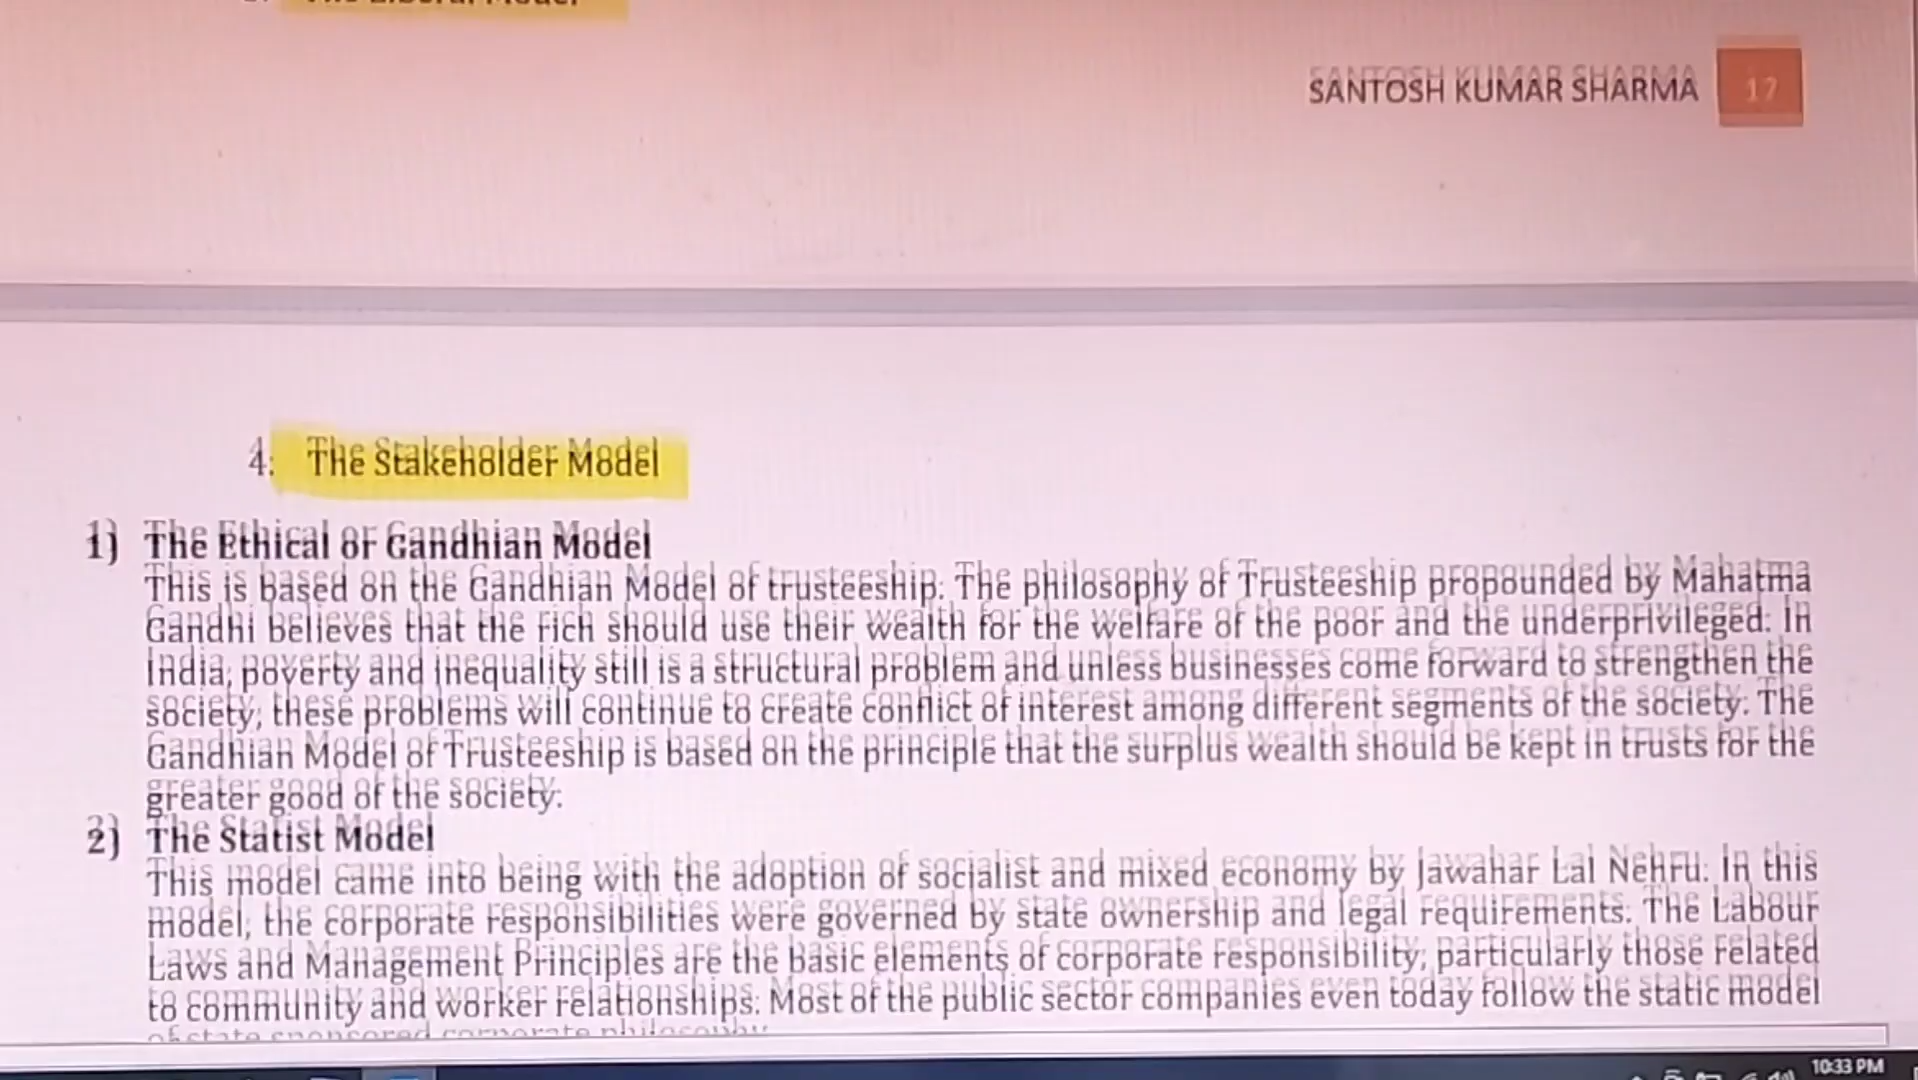 The Liberal Model
SANTOSH KUMAR SHARMA 17
4. The Stakeholder Model
1) The Ethical or Gandhian Model
This is based on the Gandhian Model of trusteeship. The philosophy of Trusteeship propounded by Mahatma
Gandhi believes that the rich should use their wealth for the welfare of the poor and the underprivileged. In
India, poverty and inequality still is a structural problem and unless businesses come forward to strengthen the
society, these problems will continue to create conflict of interest among different segments of the society. The
Gandhian Model of Trusteeship is based on the principle that the surplus wealth should be kept in trusts for the
greater good of the society.
2) The Statist Model
This model came into being with the adoption of socialist and mixed economy by Jawahar Lal Nehru. In this
model, the corporate responsibilities were governed by state ownership and legal requirements. The Labour
Laws and Management Principles are the basic elements of corporate responsibility, particularly those related
to community and worker relationships. Most of the public sector companies even today follow the static model
of state sponsored corporate philosophy
10:33 PM